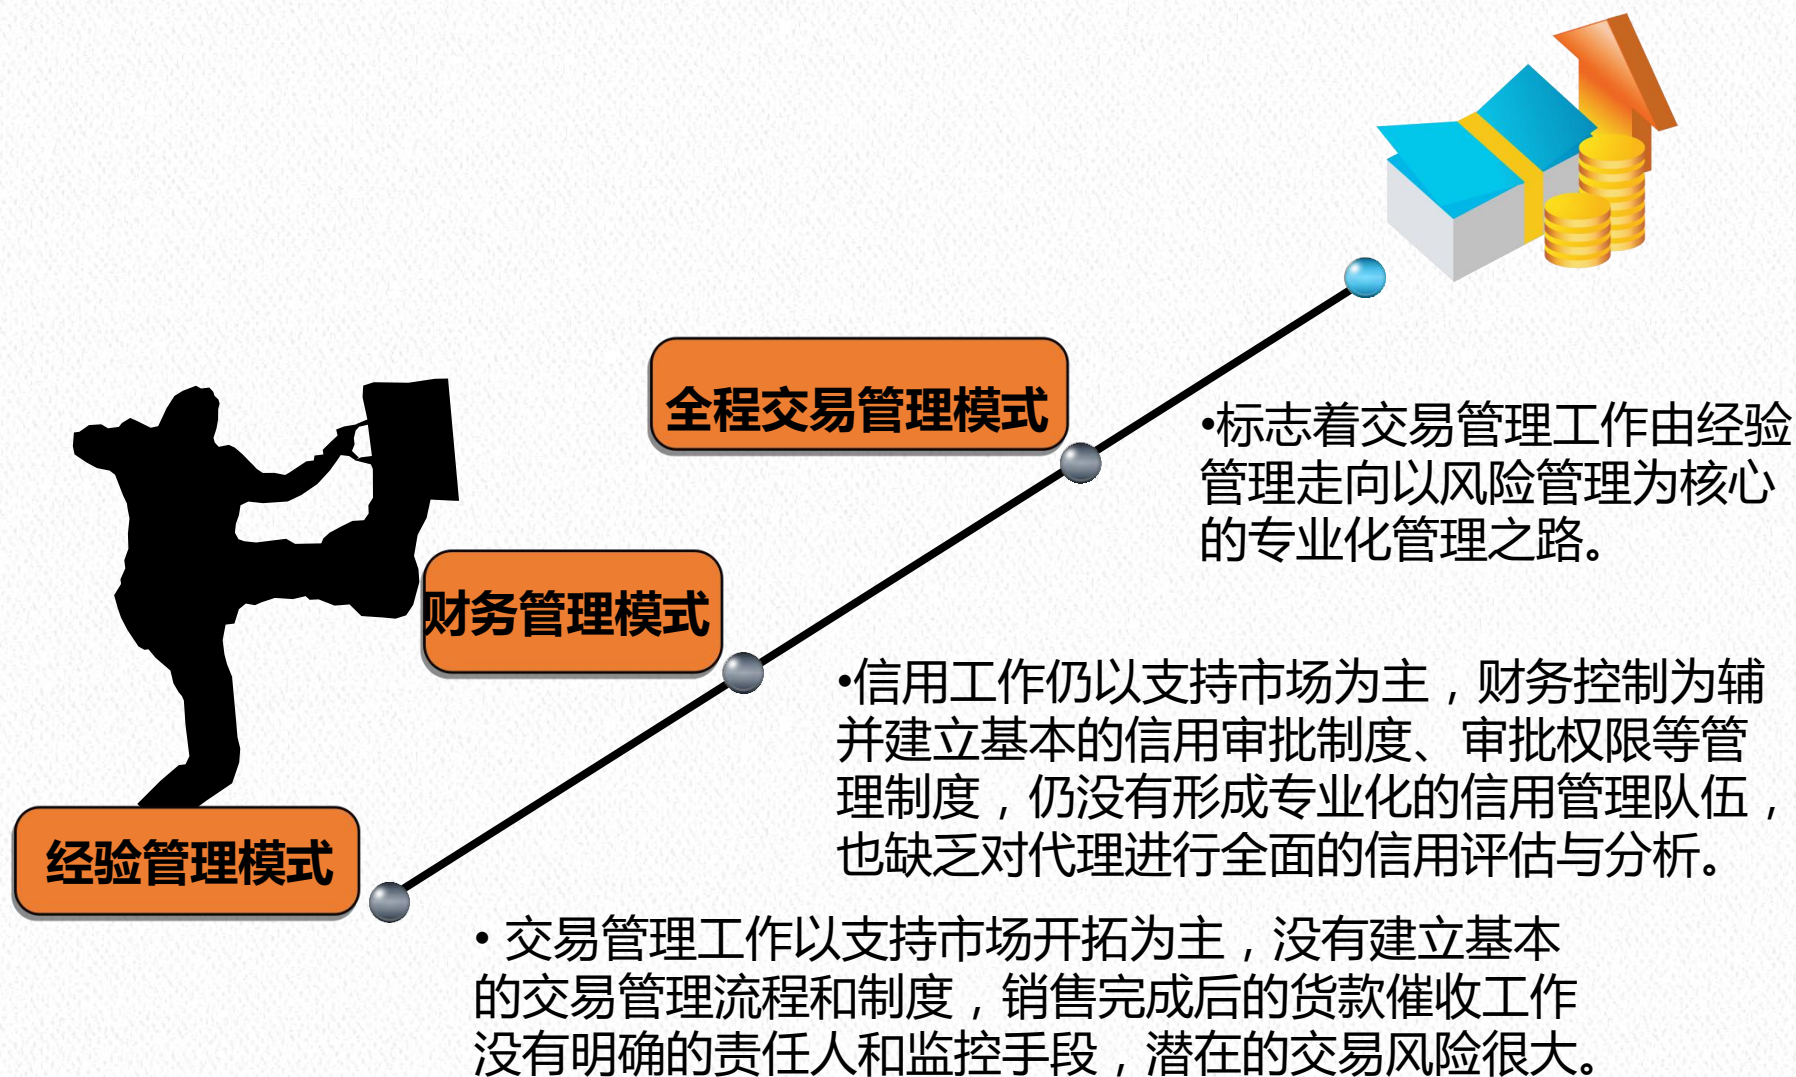 全程交易管理模式
•标志着交易管理工作由经验
管理走向以风险管理为核心
的专业化管理之路。
财务管理模式
•信用工作仍以支持市场为主，财务控制为辅
并建立基本的信用审批制度、审批权限等管
理制度，仍没有形成专业化的信用管理队伍，
也缺乏对代理进行全面的信用评估与分析。
经验管理模式
• 交易管理工作以支持市场开拓为主，没有建立基本
的交易管理流程和制度，销售完成后的货款催收工作
没有明确的责任人和监控手段，潜在的交易风险很大。